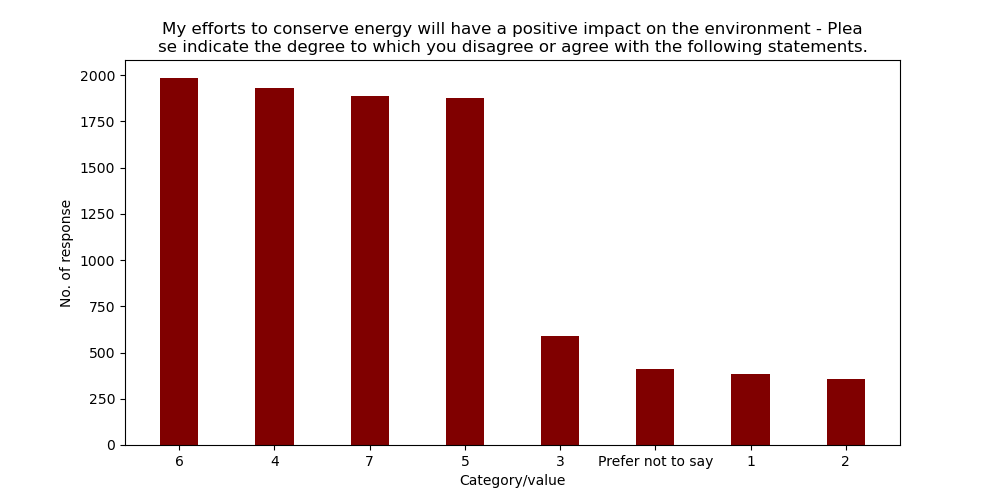 My efforts to conserve energy will have a positive impact on the environment - Plea
se indicate the degree to which you disagree or agree with the following statements.
2000
1750
1500
1250
1000
750
500
250
0
No. of response
6 4 7 5 3 Prefer not to say 1 2
Category/value